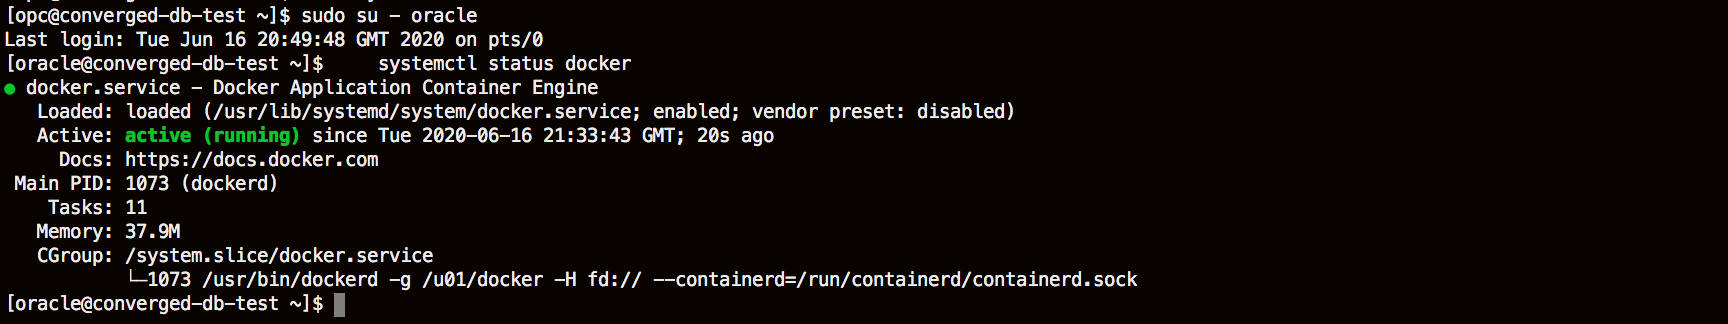 [opc@converged-db-test ~]$ sudo su - oracle
Last login: Tue Jun 16 20:49:48 GMT 2020 on pts/0
[oracle@converged-db-test ~]$     systemctl status docker
● docker.service - Docker Application Container Engine
   Loaded: loaded (/usr/lib/systemd/system/docker.service; enabled; vendor preset: disabled)
   Active: active (running) since Tue 2020-06-16 21:33:43 GMT; 20s ago
     Docs: https://docs.docker.com
 Main PID: 1073 (dockerd)
    Tasks: 11
   Memory: 37.9M
   CGroup: /system.slice/docker.service
           └─1073 /usr/bin/dockerd -g /u01/docker -H fd:// --containerd=/run/containerd/containerd.sock
[oracle@converged-db-test ~]$